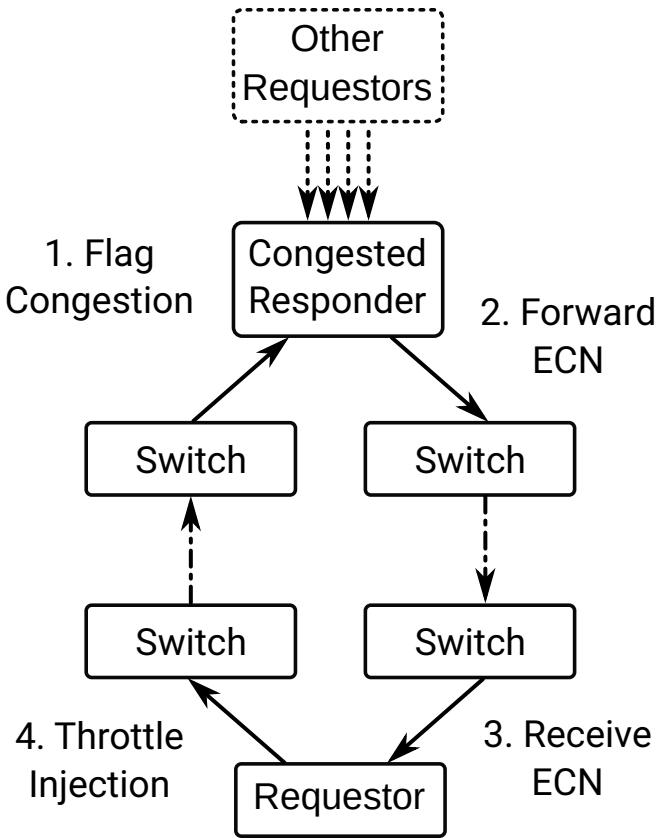 Other
Requestors
1. Flag
Congestion
Congested
Responder
2. Forward
ECN
Switch
Switch
Switch
Switch
4. Throttle
Injection
3. Receive
ECN
Requestor